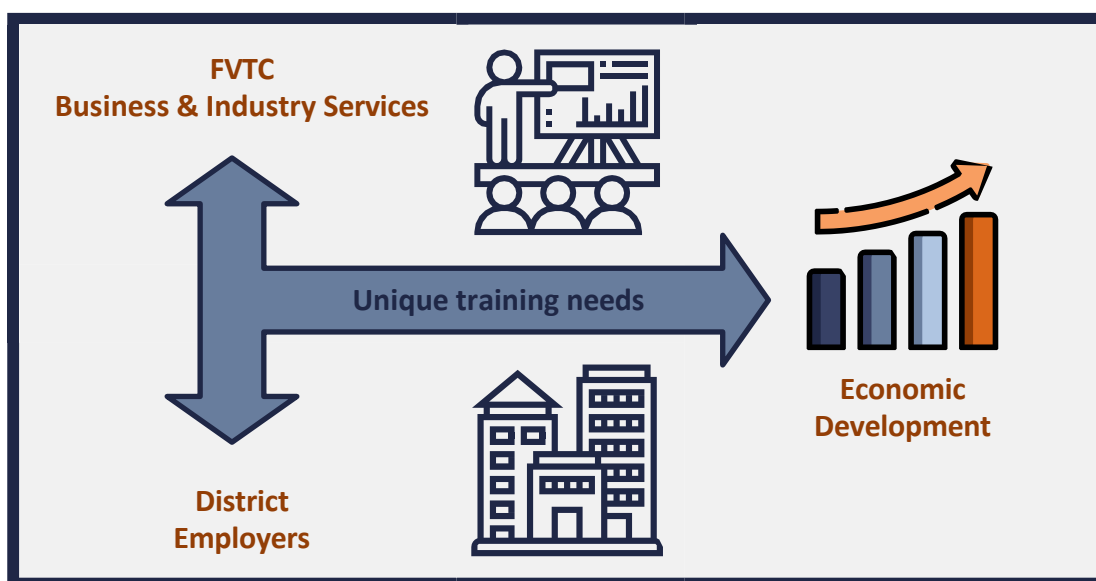 FVTC
Business & Industry Services
Unique training needs
Economic
Development
District
Employers